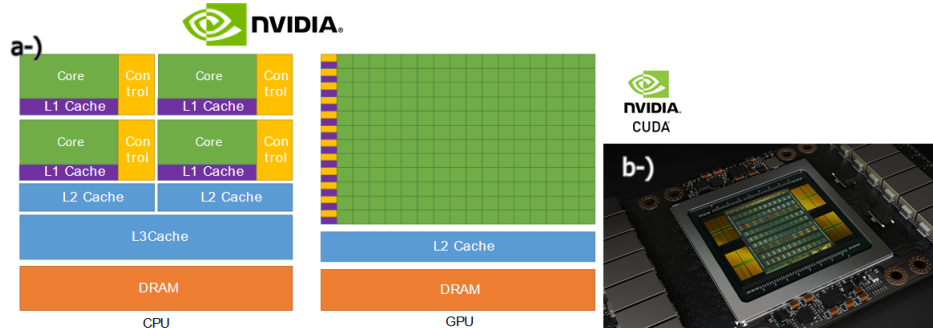 NVIDIA.
a-)
Core
Con
trol
Core
Con
trol
L1 Cache
L1 Cache
Core
Con
trol
Core
Con
trol
L1 Cache
L1 Cache
L2 Cache
L2 Cache
L3Cache
DRAM
CPU
L2 Cache
DRAM
GPU
NVIDIA.
CUDA
b-)